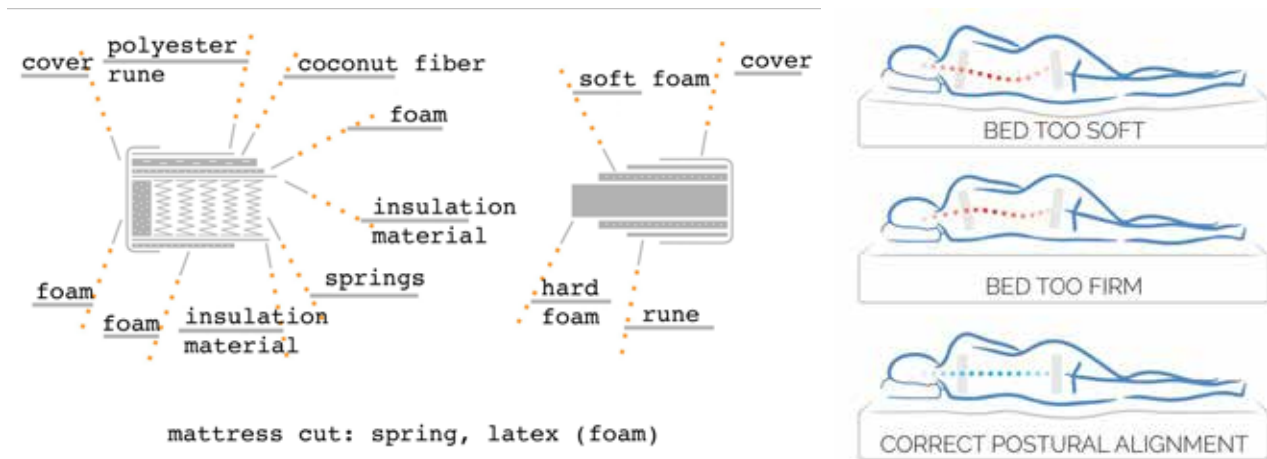 cover
polyester
rune
coconut fiber
foam
insulation
material
springs
foam
foam
insulation
material
soft foam
cover
hard
foam
rune
mattress cut: spring, latex (foam)
BED TOO SOFT
BED TOO FIRM
CORRECT POSTURAL ALIGNMENT